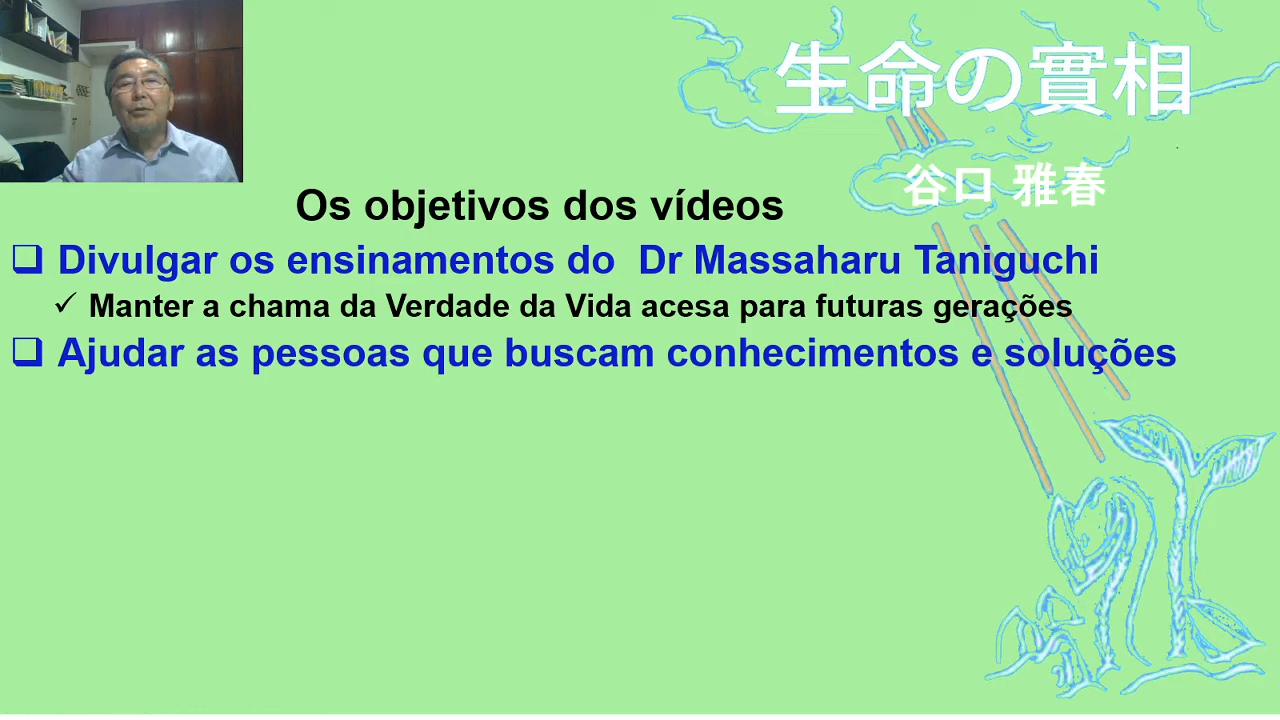 生命の實相
谷口 雅春
Os objetivos dos vídeos
Divulgar os ensinamentos do Dr Massaharu Taniguchi
Manter a chama da Verdade da Vida acesa para futuras gerações
Ajudar as pessoas que buscam conhecimentos e soluções